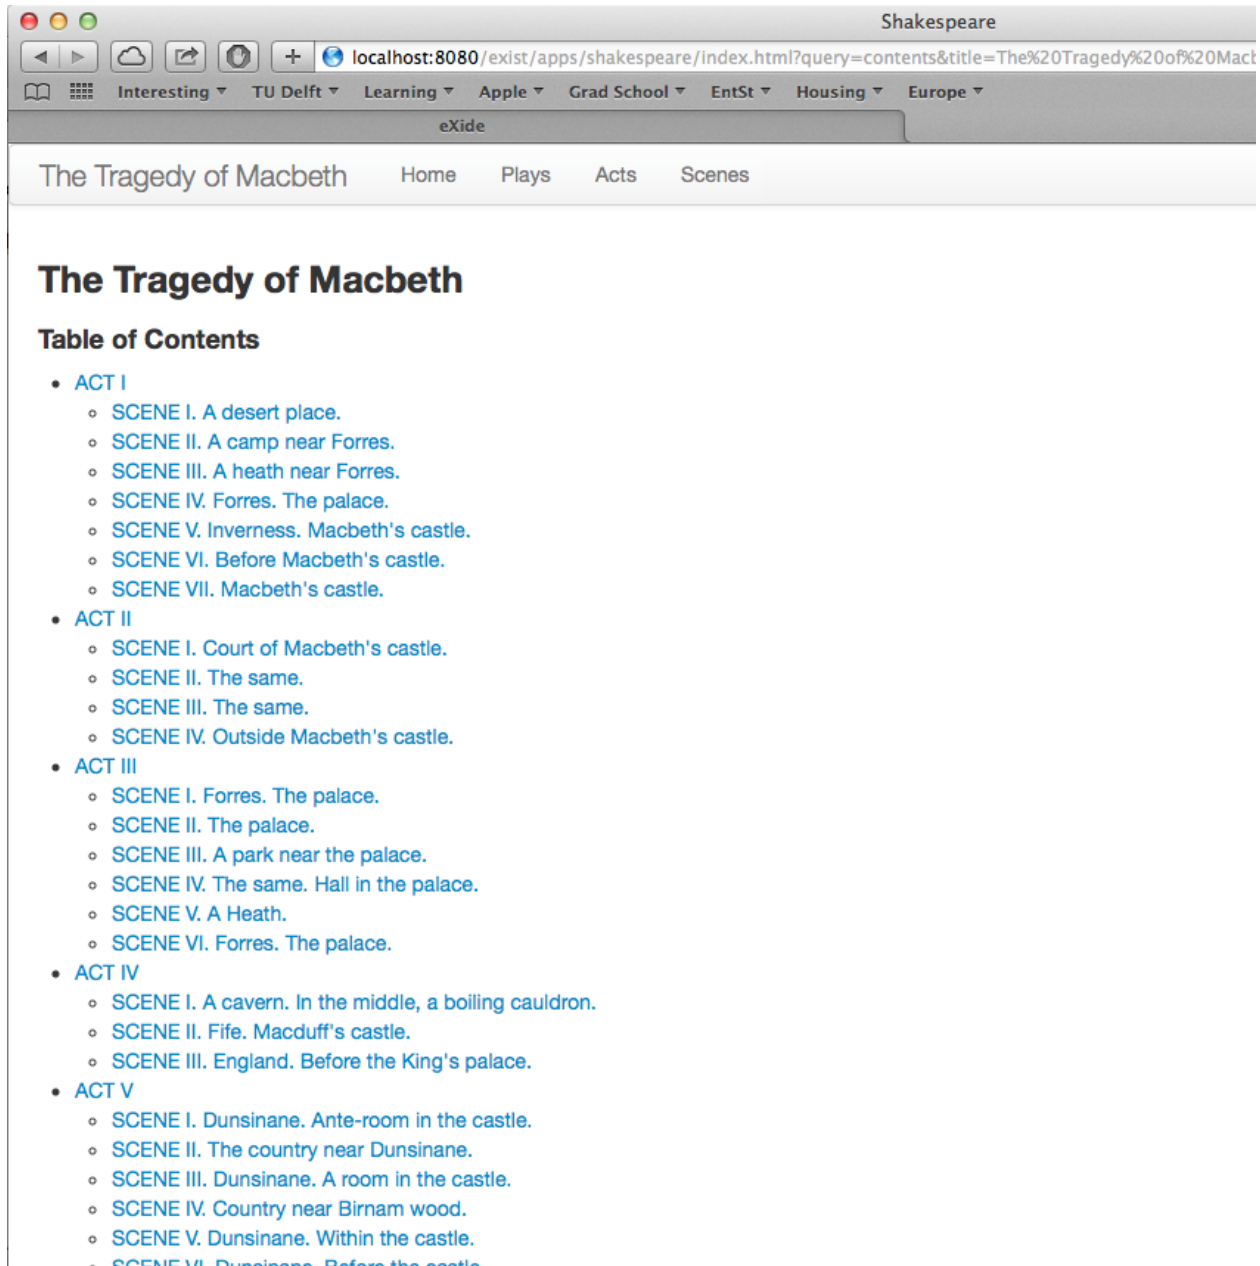 Shakespeare
localhost:8080/exist/apps/shakespeare/index.html?query=contents&title=The%20Tragedy%20of%20Macb
Interesting TU Delft Learning Apple Grad School EntSt Housing Europe
eXide
The Tragedy of Macbeth Home Plays Acts Scenes
The Tragedy of Macbeth
Table of Contents
ACT I
SCENE I. A desert place.
SCENE II. A camp near Forres.
SCENE III. A heath near Forres.
SCENE IV. Forres. The palace.
SCENE V. Inverness. Macbeth's castle.
SCENE VI. Before Macbeth's castle.
SCENE VII. Macbeth's castle.
ACT II
SCENE I. Court of Macbeth's castle.
SCENE II. The same.
SCENE III. The same.
SCENE IV. Outside Macbeth's castle.
ACT III
SCENE I. Forres. The palace.
SCENE II. The palace.
SCENE III. A park near the palace.
SCENE IV. The same. Hall in the palace.
SCENE V. A Heath.
SCENE VI. Forres. The palace.
ACT IV
SCENE I. A cavern. In the middle, a boiling cauldron.
SCENE II. Fife. Macduff's castle.
SCENE III. England. Before the King's palace.
ACT V
SCENE I. Dunsinane. Ante-room in the castle.
SCENE II. The country near Dunsinane.
SCENE III. Dunsinane. A room in the castle.
SCENE IV. Country near Birnam wood.
SCENE V. Dunsinane. Within the castle.
SCENE VI. Dunsinane. Before the castle.